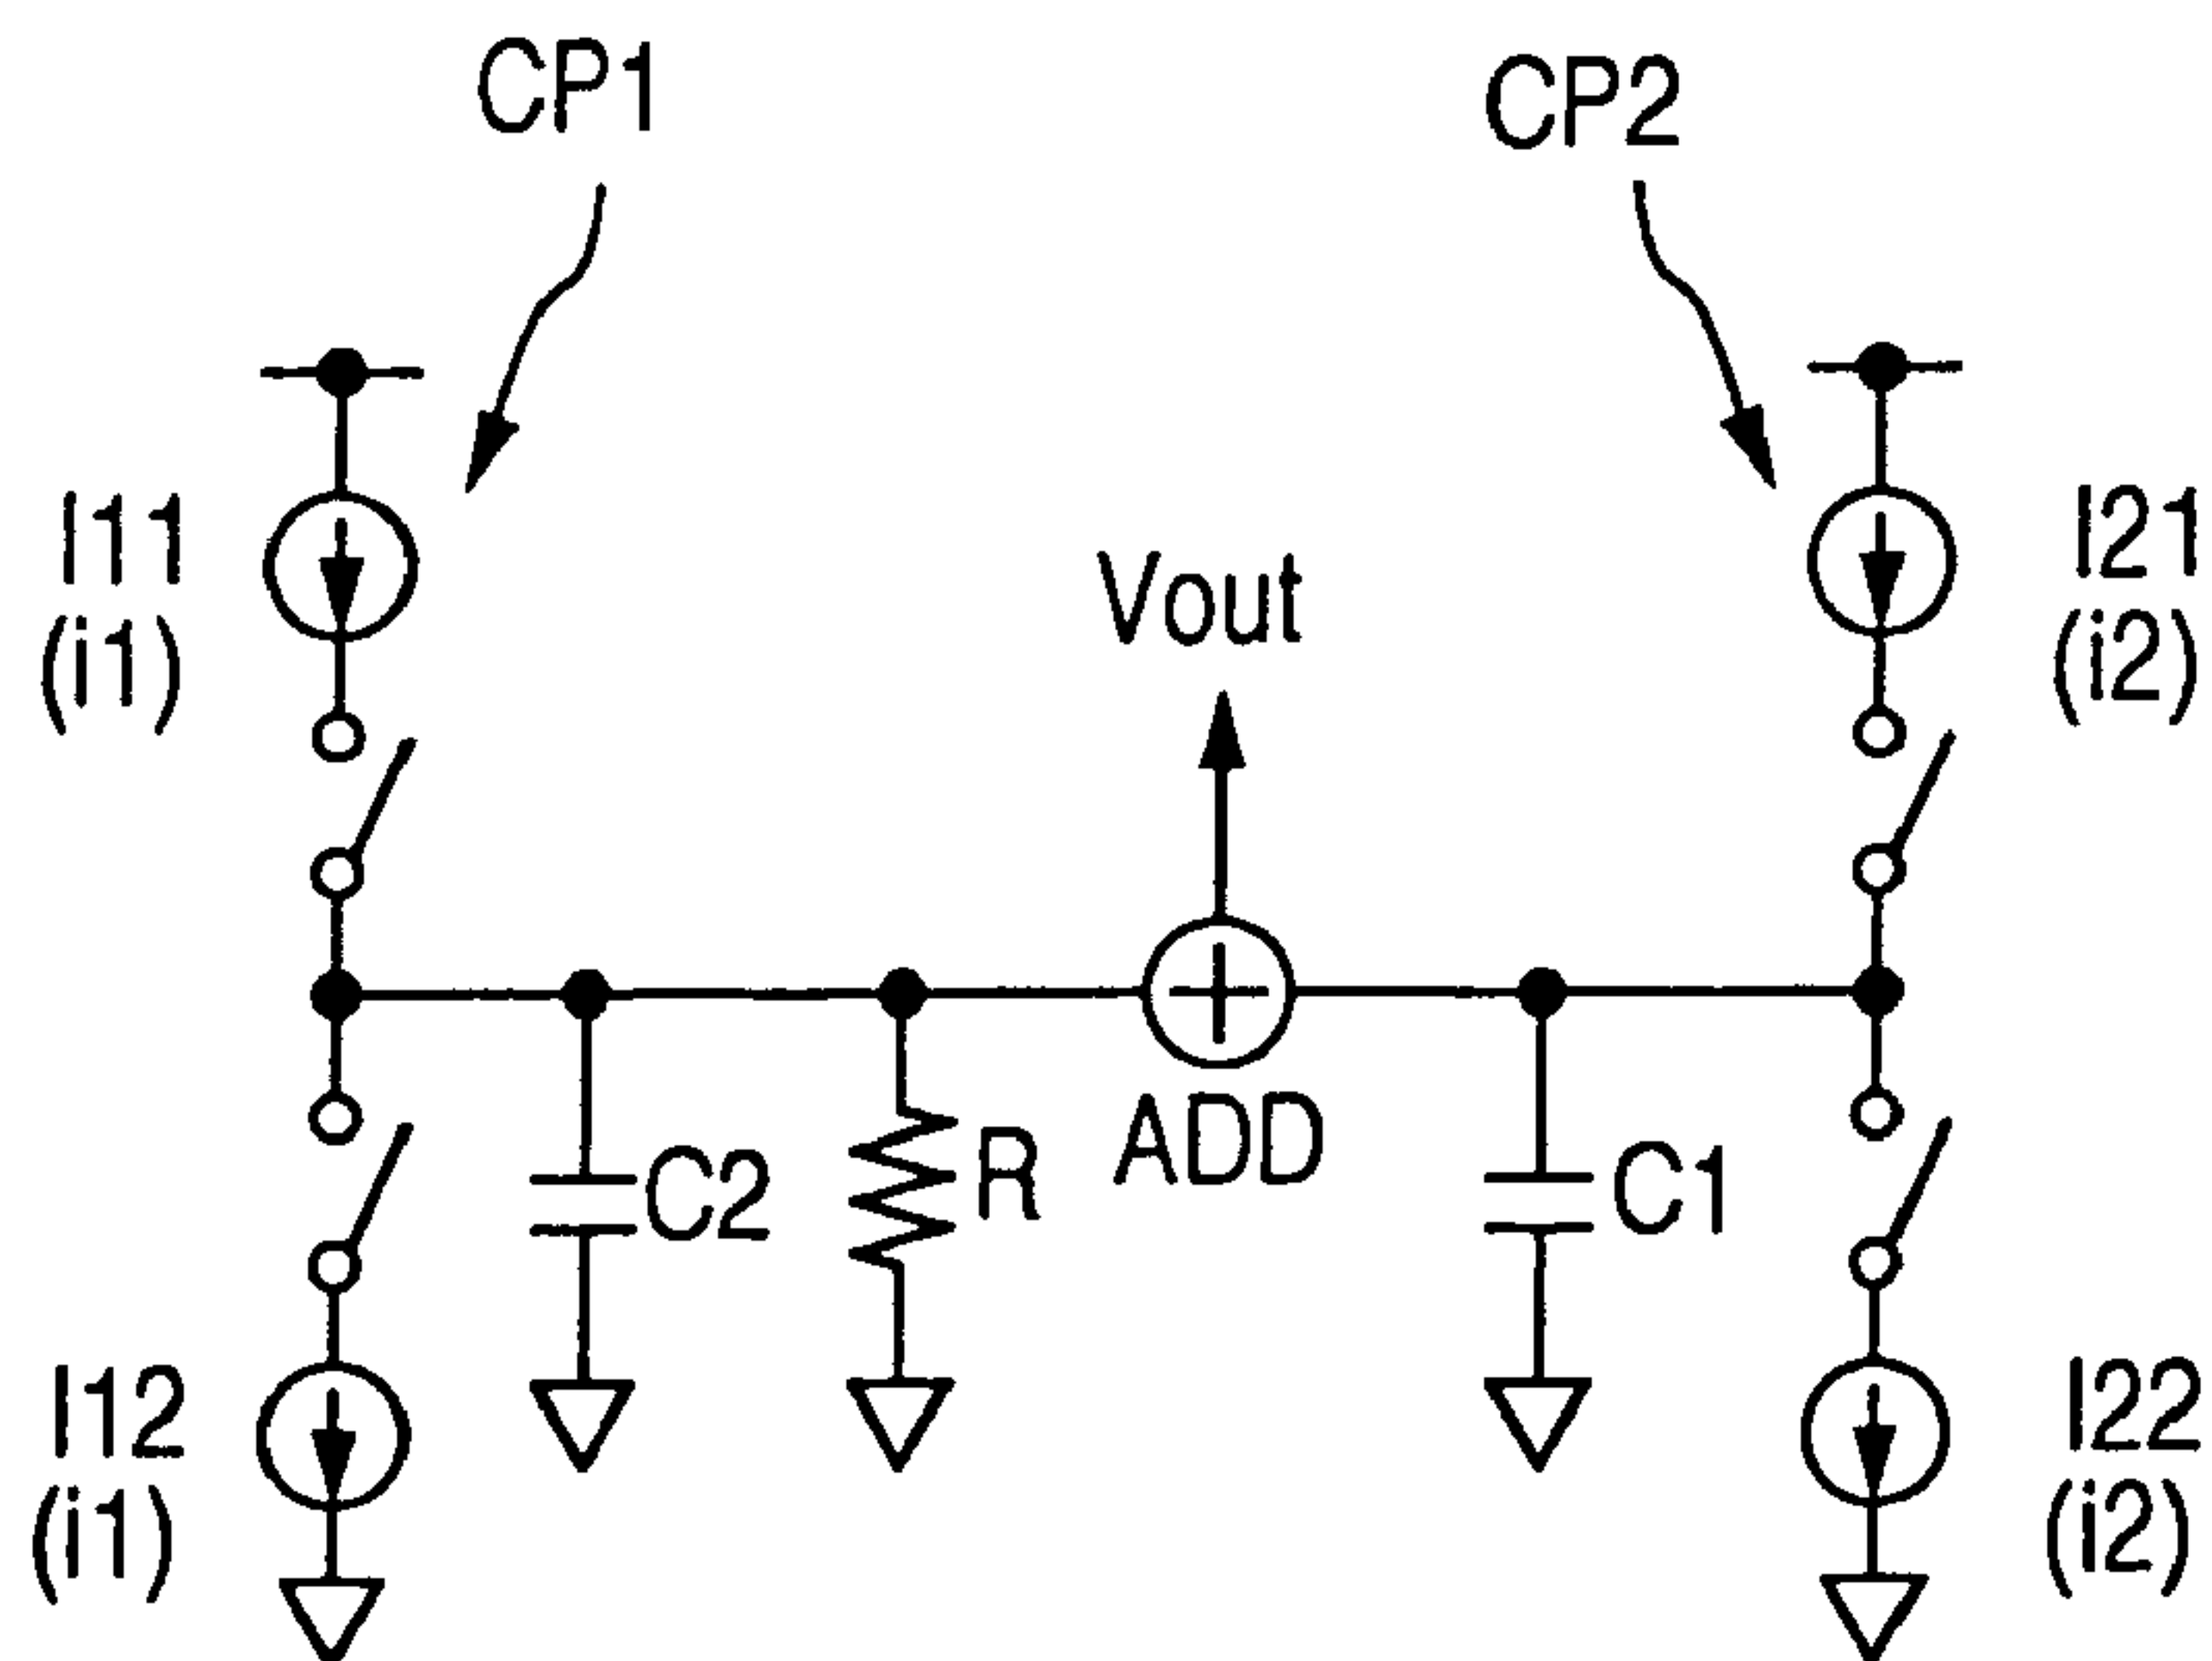 CP1
CP2
I11
(i1)
I21
(i2)
Vout
ADD
C2
R
C1
I12
(i1)
I22
(i2)